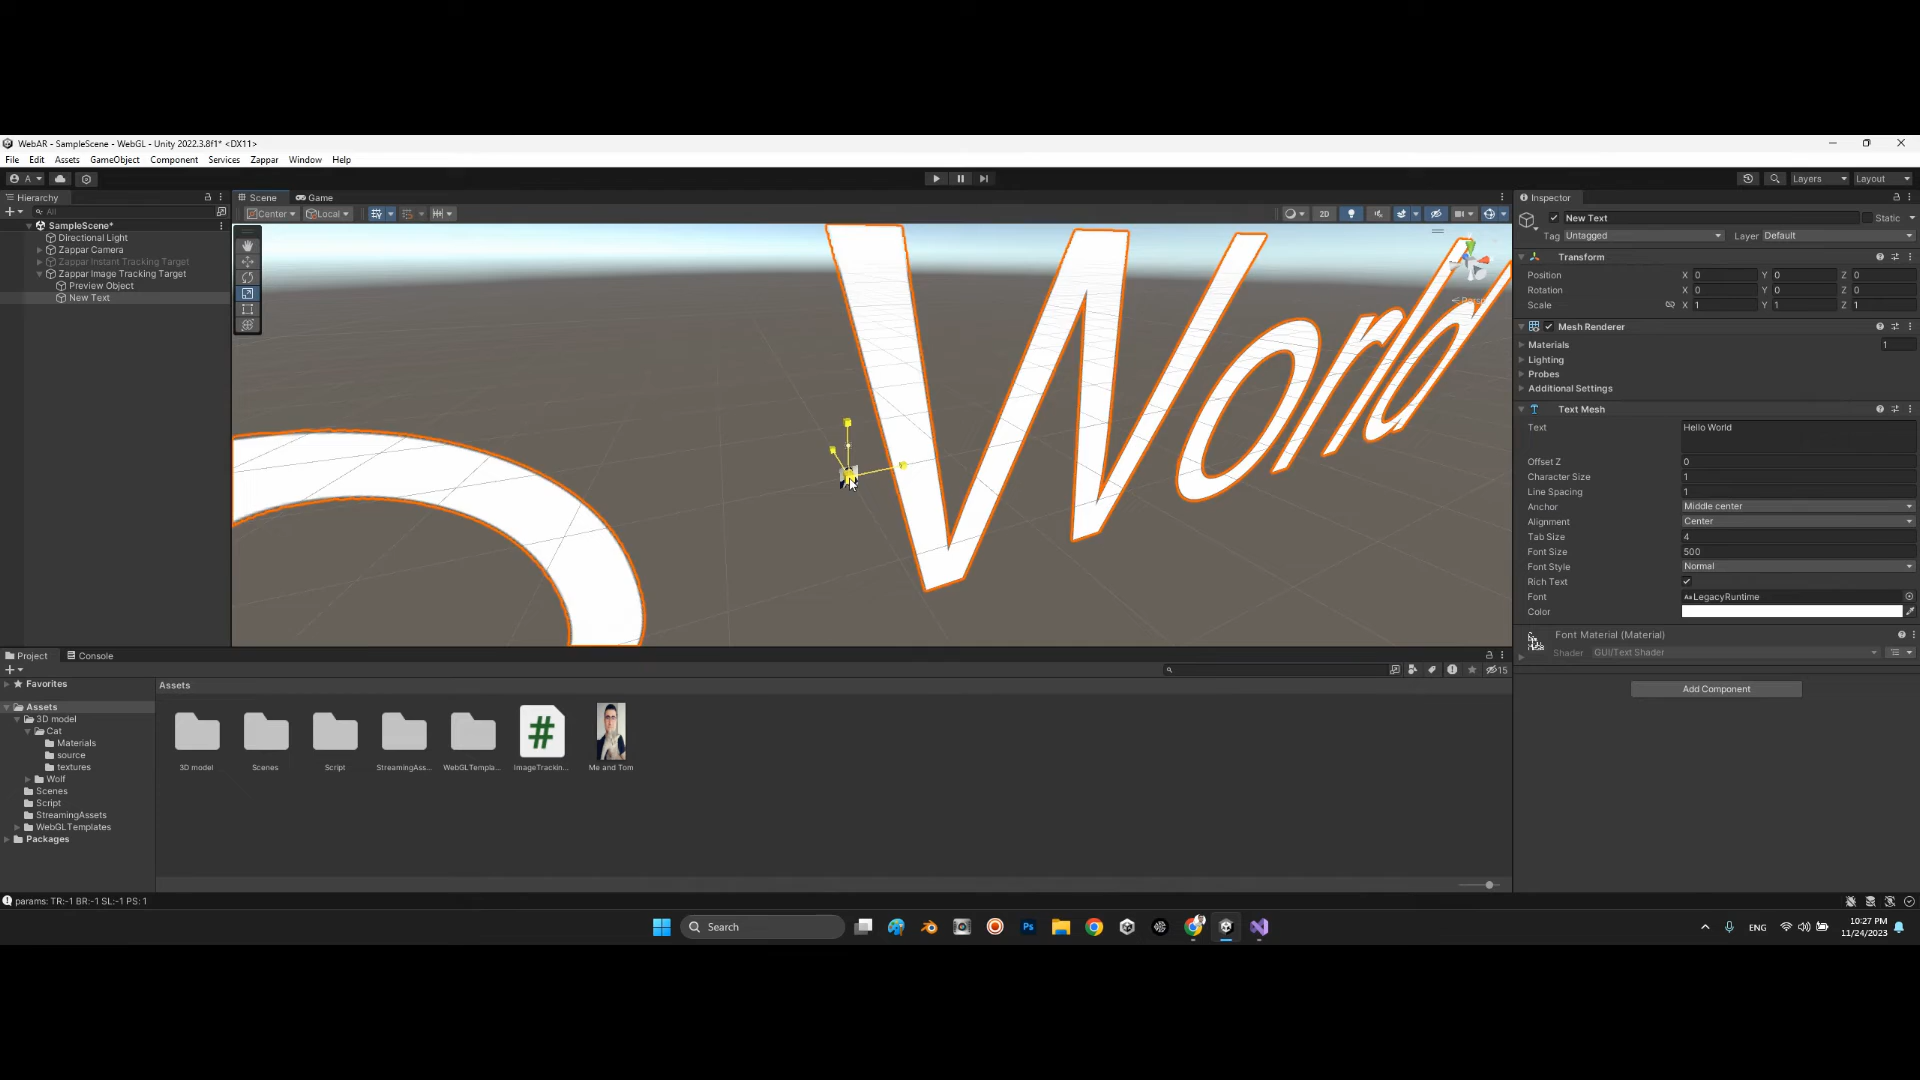 WebAR - SampleScene - WebGL - Unity 2022.3.8f1* <DX11>
File Edit Assets GameObject Component Services Zappar Window Help
A
Layers Layout
Hierarchy
All
SampleScene*
Directional Light
Zappar Camera
Zappar Instant Tracking Target
Zappar Image Tracking Target
Preview Object
New Text
Scene Game
Center Local
2D
World
Persp
Inspector
New Text Static
Tag Untagged Layer Default
Transform
Position X 0 Y 0 Z 0
Rotation X 0 Y 0 Z 0
Scale X 1 Y 1 Z 1
Mesh Renderer
Materials 1
Lighting
Probes
Additional Settings
Text Mesh
Text Hello World
Offset Z 0
Character Size 1
Line Spacing 1
Anchor Middle center
Alignment Center
Tab Size 4
Font Size 500
Font Style Normal
Rich Text
Font LegacyRuntime
Color
Font Material (Material)
Shader GUI/Text Shader
Add Component
Project Console
15
Favorites
Assets
3D model
Cat
Materials
source
textures
Wolf
Scenes
Script
StreamingAssets
WebGLTemplates
Packages
Assets
3D model Scenes Script StreamingAss... WebGLTempla... ImageTrackin... Me and Tom
params: TR:-1 BR:-1 SL:-1 PS: 1
Search
Ps
ENG
10:27 PM
11/24/2023